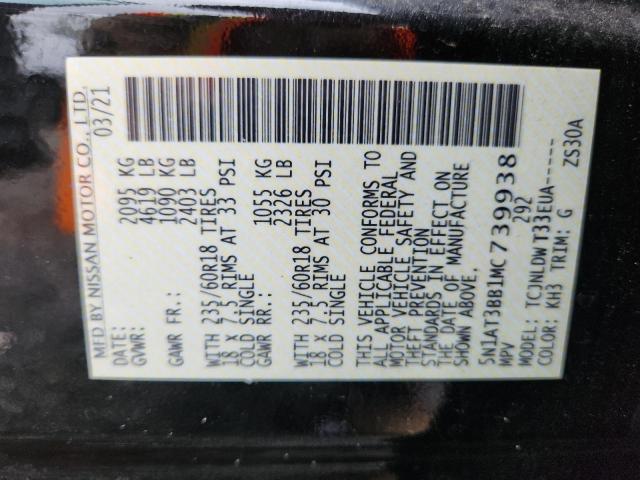 MFD BY NISSAN MOTOR CO., LTD.
DATE: 03/21
GVWR: 2095 KG
4619 LB
GAWR FR.: 1090 KG
2403 LB
WITH 235/60R18 TIRES
18 x 7.5 RIMS AT 33 PSI
COLD SINGLE
GAWR RR.: 1055 KG
2326 LB
WITH 235/60R18 TIRES
18 x 7.5 RIMS AT 30 PSI
COLD SINGLE
THIS VEHICLE CONFORMS TO
ALL APPLICABLE FEDERAL
MOTOR VEHICLE SAFETY AND
THEFT PREVENTION
STANDARDS IN EFFECT ON
THE DATE OF MANUFACTURE
SHOWN ABOVE.
5N1AT3BB1MC739938
MPV 292
MODEL: TCJNLDWT33EUA-----
COLOR: KH3 TRIM: G ZS30A